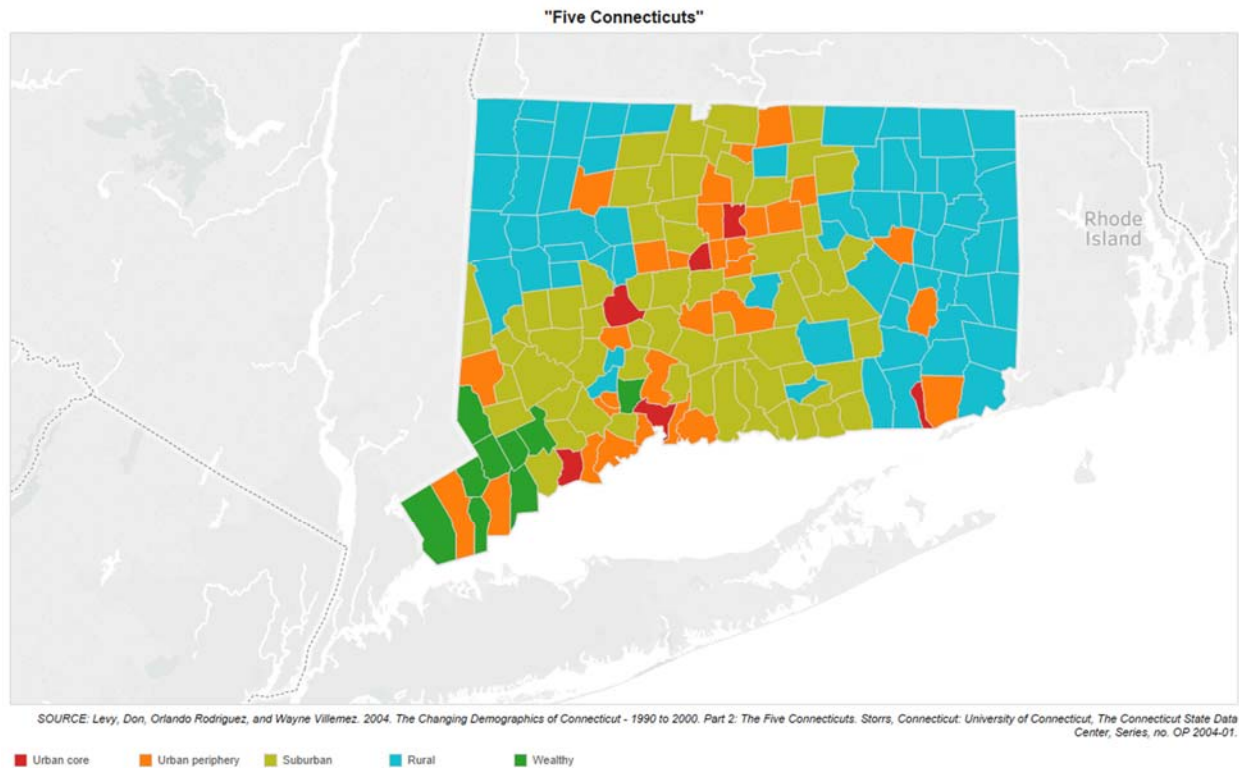 "Five Connecticuts"
Rhode
Island
SOURCE: Levy, Don, Orlando Rodriguez, and Wayne Villemez. 2004. The Changing Demographics of Connecticut - 1990 to 2000. Part 2: The Five Connecticuts. Storrs, Connecticut: University of Connecticut, The Connecticut State Data
Center, Series, no. OP 2004-01.
Urban core Urban periphery Suburban Rural Wealthy